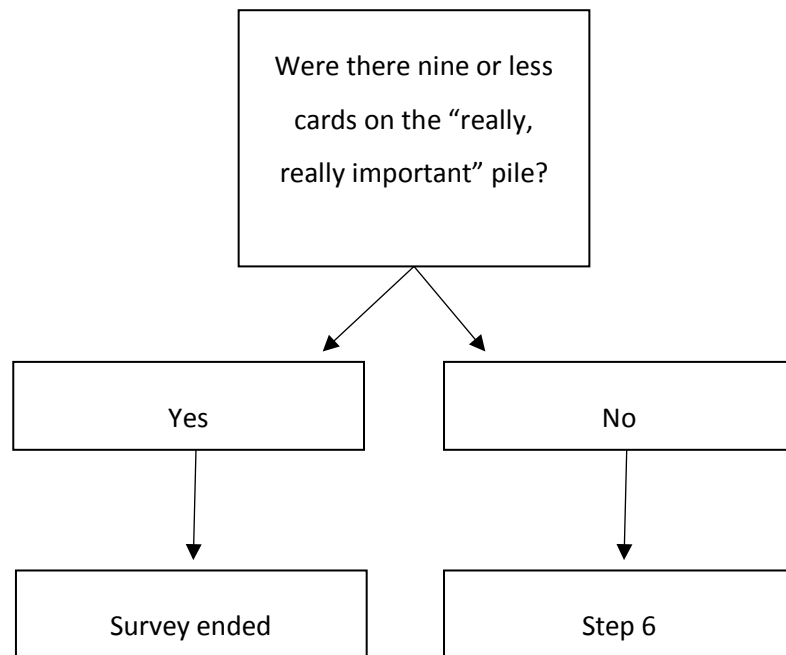 Were there nine or less
cards on the “really,
really important” pile?
Yes
No
Survey ended
Step 6